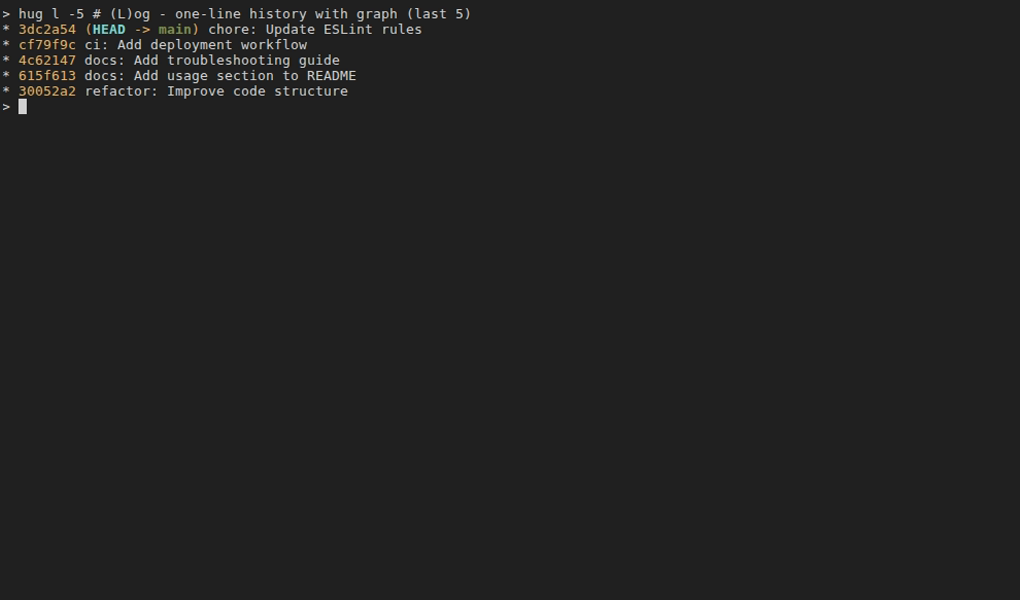 > hug l -5 # (L)og - one-line history with graph (last 5)
* 3dc2a54 (HEAD -> main) chore: Update ESLint rules
* cf79f9c ci: Add deployment workflow
* 4c62147 docs: Add troubleshooting guide
* 615f613 docs: Add usage section to README
* 30052a2 refactor: Improve code structure
>